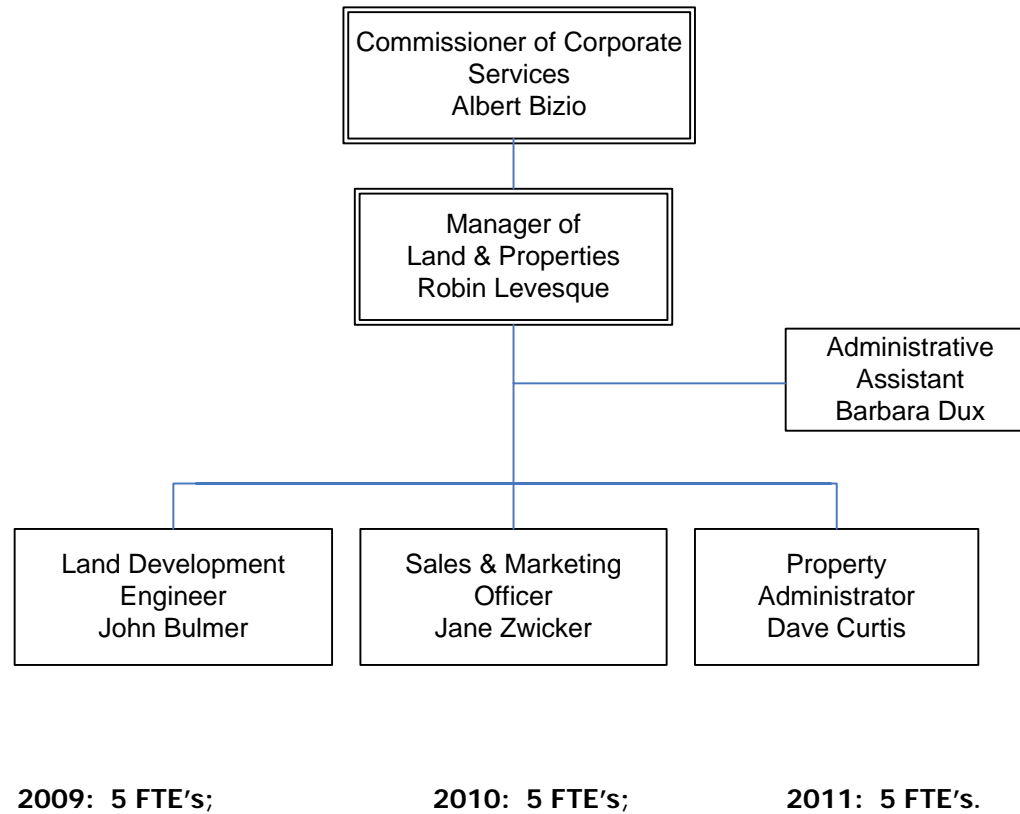 Commissioner of Corporate
Services
Albert Bizio
Manager of
Land & Properties
Robin Levesque
Administrative
Assistant
Barbara Dux
Land Development
Engineer
John Bulmer
Sales & Marketing
Officer
Jane Zwicker
Property
Administrator
Dave Curtis
2009: 5 FTE's; 2010: 5 FTE's; 2011: 5 FTE's.